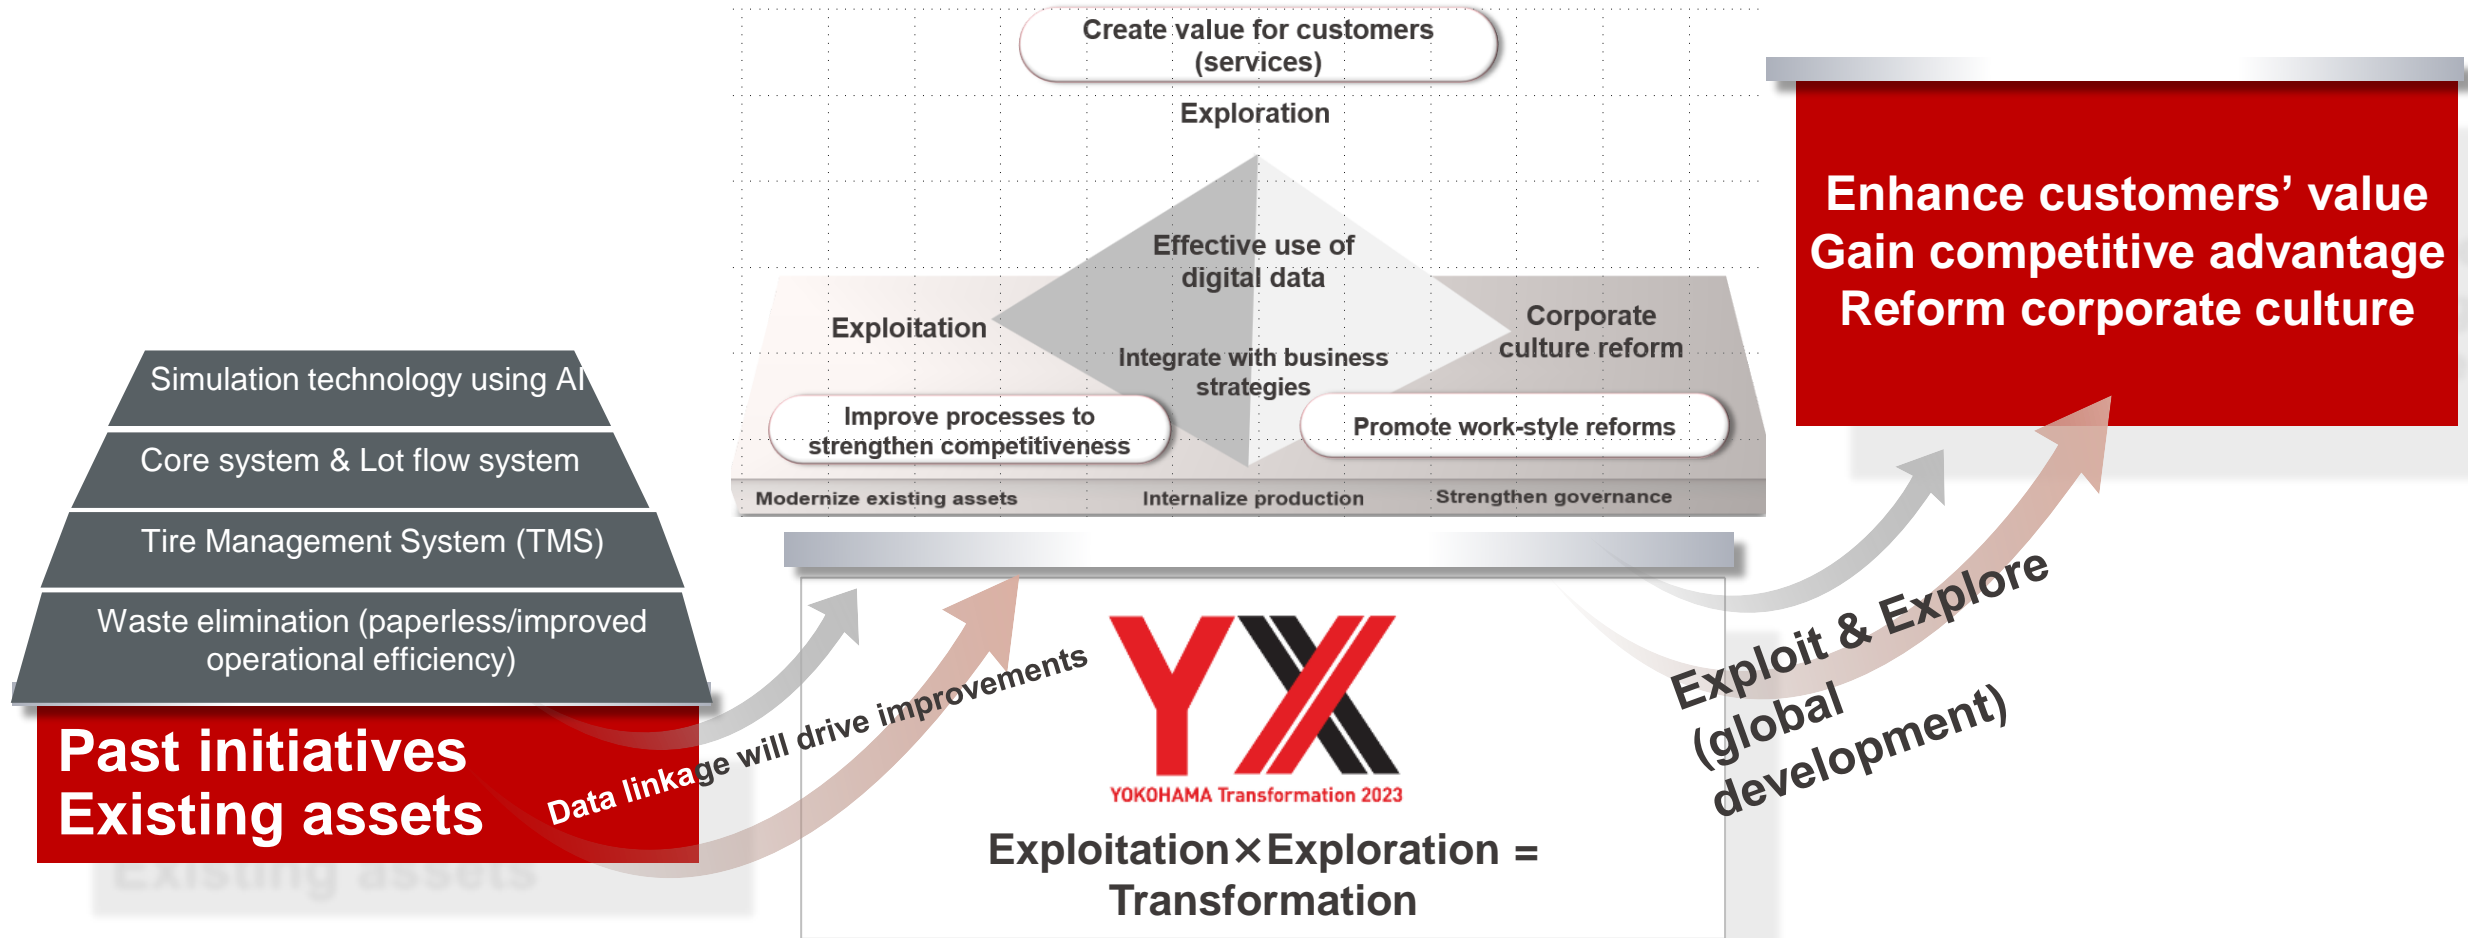 Create value for customers
(services)
Exploration
Effective use of
digital data
Exploitation
Corporate
culture reform
Integrate with business
strategies
Improve processes to
strengthen competitiveness
Promote work-style reforms
Modernize existing assets
Internalize production
Strengthen governance
Enhance customers’ value
Gain competitive advantage
Reform corporate culture
Simulation technology using AI
Core system & Lot flow system
Tire Management System (TMS)
Waste elimination (paperless/improved
operational efficiency)
Past initiatives
Existing assets
Existing assets
Data linkage will drive improvements
YX
YOKOHAMA Transformation 2023
Exploitation×Exploration =
Transformation
Exploit & Explore
(global
development)